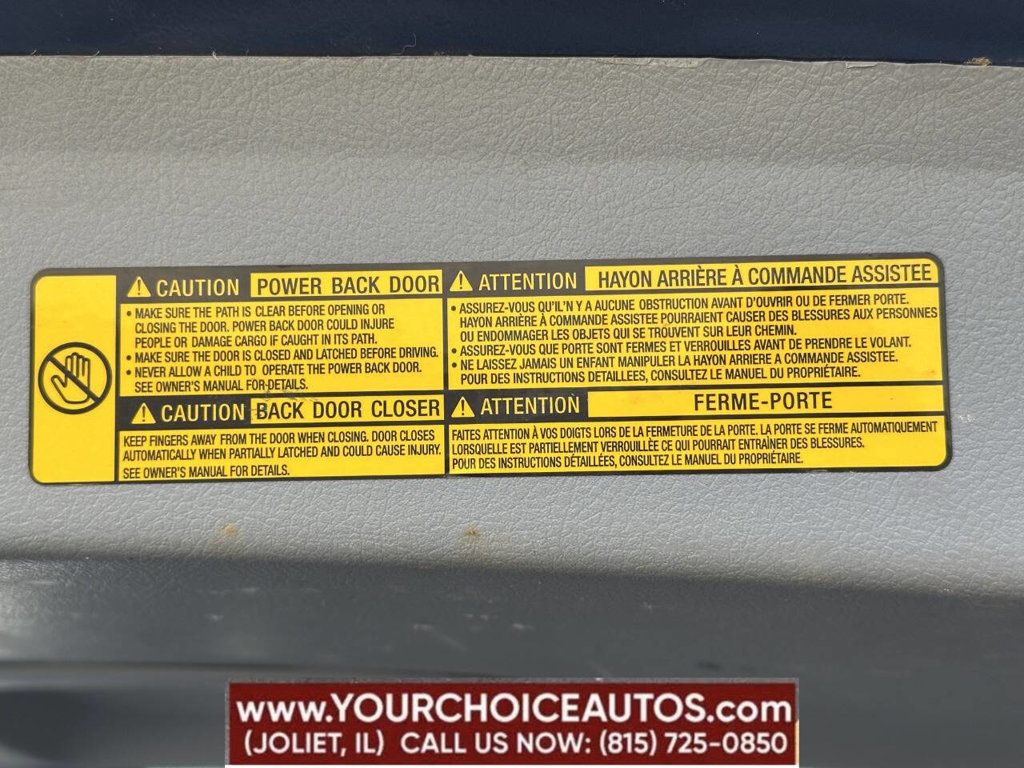 ⚠ CAUTION POWER BACK DOOR
• MAKE SURE THE PATH IS CLEAR BEFORE OPENING OR
CLOSING THE DOOR. POWER BACK DOOR COULD INJURE
PEOPLE OR DAMAGE CARGO IF CAUGHT IN ITS PATH.
• MAKE SURE THE DOOR IS CLOSED AND LATCHED BEFORE DRIVING.
• NEVER ALLOW A CHILD TO OPERATE THE POWER BACK DOOR.
SEE OWNER'S MANUAL FOR DETAILS.
⚠ CAUTION BACK DOOR CLOSER
KEEP FINGERS AWAY FROM THE DOOR WHEN CLOSING. DOOR CLOSES
AUTOMATICALLY WHEN PARTIALLY LATCHED AND COULD CAUSE INJURY.
SEE OWNER'S MANUAL FOR DETAILS.
⚠ ATTENTION HAYON ARRIÈRE À COMMANDE ASSISTEE
• ASSUREZ-VOUS QU'IL'N Y A AUCUNE OBSTRUCTION AVANT D'OUVRIR OU DE FERMER PORTE.
HAYON ARRIÈRE À COMMANDE ASSISTEE POURRAIENT CAUSER DES BLESSURES AUX PERSONNES
OU ENDOMMAGER LES OBJETS QUI SE TROUVENT SUR LEUR CHEMIN.
• ASSUREZ-VOUS QUE PORTE SONT FERMES ET VERROUILLES AVANT DE PRENDRE LE VOLANT.
• NE LAISSEZ JAMAIS UN ENFANT MANIPULER LA HAYON ARRIERE A COMMANDE ASSISTEE.
POUR DES INSTRUCTIONS DETAILLEES, CONSULTEZ LE MANUEL DU PROPRIÉTAIRE.
⚠ ATTENTION FERME-PORTE
FAITES ATTENTION À VOS DOIGTS LORS DE LA FERMETURE DE LA PORTE. LA PORTE SE FERME AUTOMATIQUEMENT
LORSQUELLE EST PARTIELLEMENT VERROUILLÉE CE QUI POURRAIT ENTRAÎNER DES BLESSURES.
POUR DES INSTRUCTIONS DÉTAILLÉES, CONSULTEZ LE MANUEL DU PROPRIÉTAIRE.
www.YOURCHOICEAUTOS.com
(JOLIET, IL) CALL US NOW: (815) 725-0850